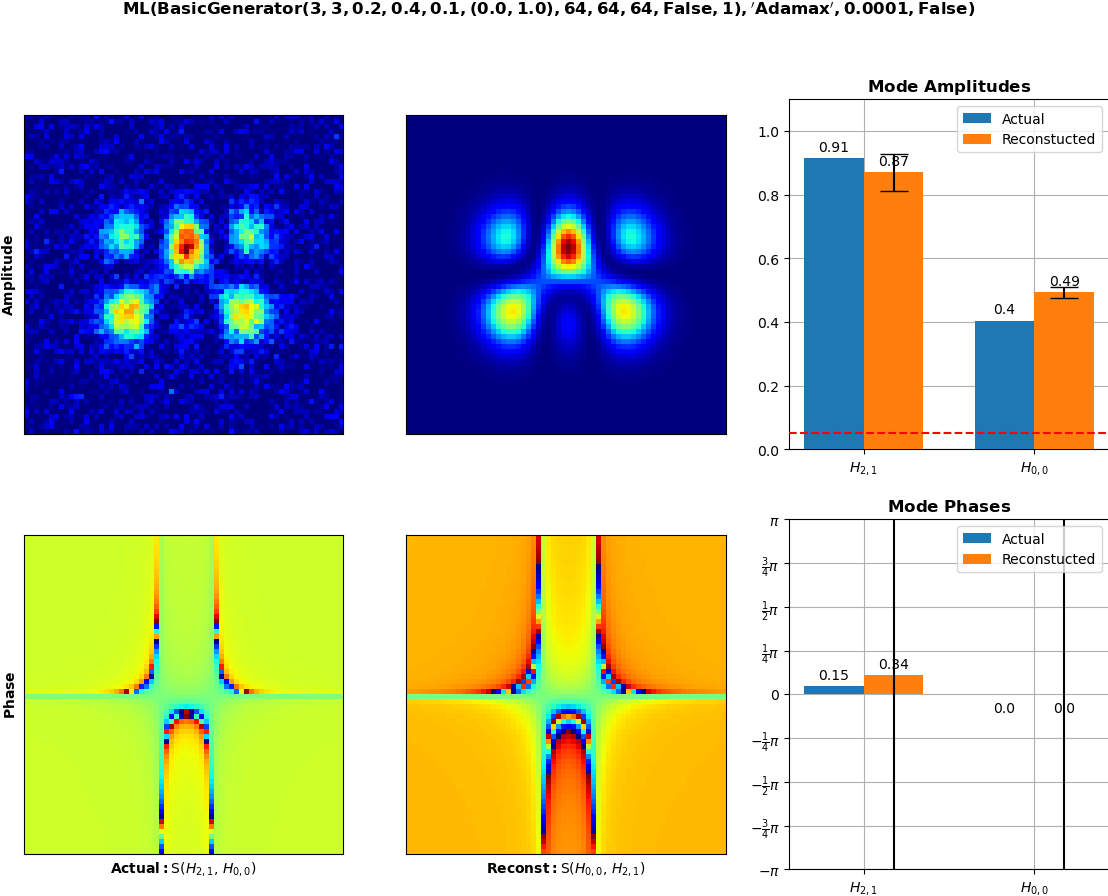 ML(BasicGenerator(3, 3, 0.2, 0.4, 0.1, (0.0, 1.0), 64, 64, 64, False, 1), ′Adamax′, 0.0001, False)
Amplitude
Mode Amplitudes
Actual
Reconstucted
0.91
0.87
0.4
0.49
1.0
0.8
0.6
0.4
0.2
0.0
H2, 1
H0, 0
Phase
Mode Phases
Actual
Reconstucted
0.15
0.34
0.0
0.0
π
3/4π
1/2π
1/4π
0
−1/4π
−1/2π
−3/4π
−π
H2, 1
H0, 0
Actual: S(H2, 1, H0, 0)
Reconst: S(H0, 0, H2, 1)